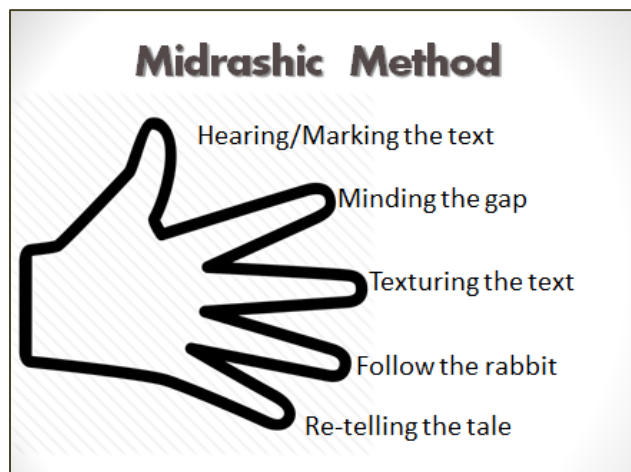 Midrashic Method
Hearing/Marking the text
Minding the gap
Texturing the text
Follow the rabbit
Re-telling the tale